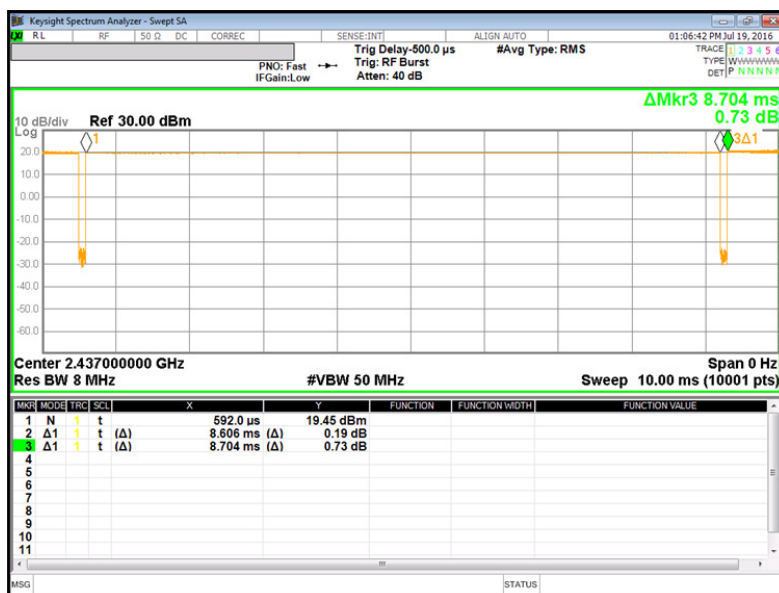 Keysight Spectrum Analyzer - Swept SA
LXI RL RF 50 Ω DC CORREC SENSE:INT ALIGN AUTO 01:06:42 PM Jul 19, 2016
Trig Delay-500.0 µs #Avg Type: RMS TRACE 1 2 3 4 5 6
PNO: Fast Trig: RF Burst TYPE WWWWWW
IFGain:Low Atten: 40 dB DET P N N N N N
ΔMkr3 8.704 ms
10 dB/div Ref 30.00 dBm 0.73 dB
Log
1 3Δ1
20.0
10.0
0.00
-10.0
-20.0
-30.0
-40.0
-50.0
-60.0
Center 2.437000000 GHz Span 0 Hz
Res BW 8 MHz #VBW 50 MHz Sweep 10.00 ms (10001 pts)
MKR MODE TRC SCL X Y FUNCTION FUNCTION WIDTH FUNCTION VALUE
1 N 1 t 592.0 µs 19.45 dBm
2 Δ1 1 t (Δ) 8.606 ms (Δ) 0.19 dB
3 Δ1 1 t (Δ) 8.704 ms (Δ) 0.73 dB
4
5
6
7
8
9
10
11
MSG STATUS